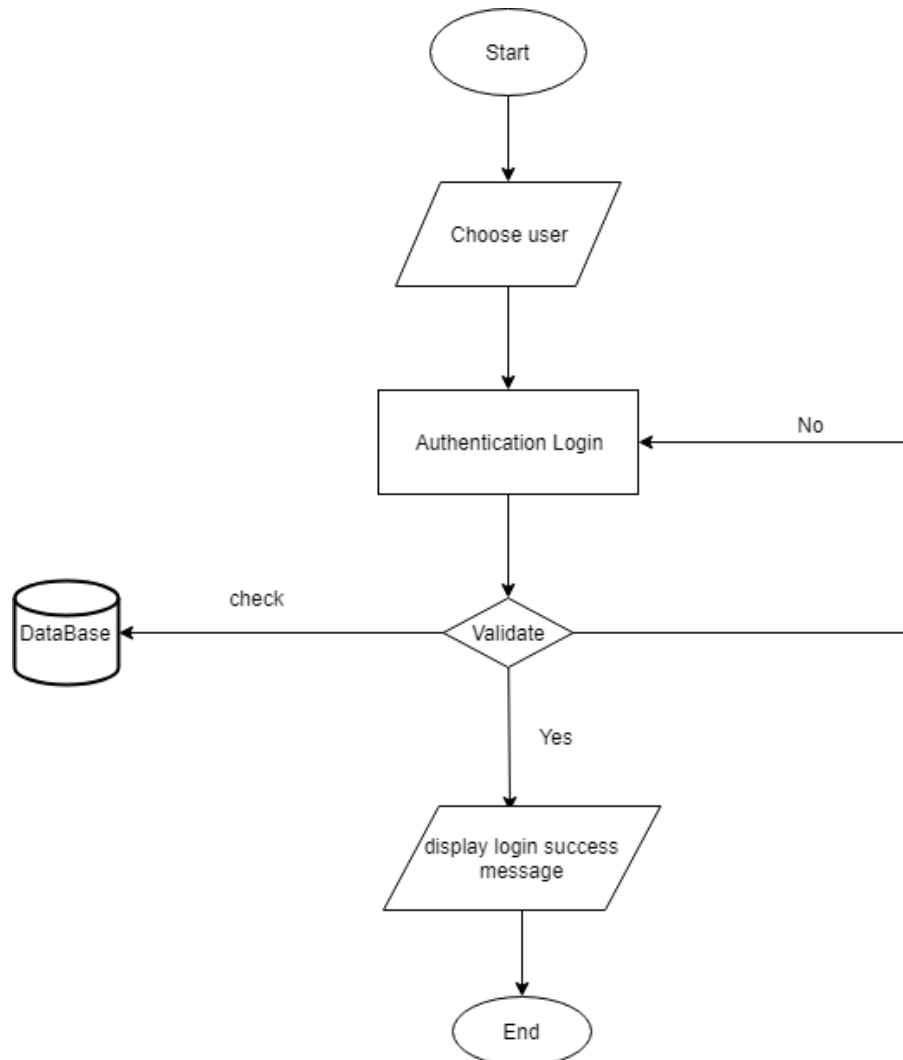 Start
Choose user
Authentication Login
No
check
DataBase
Validate
Yes
display login success
message
End